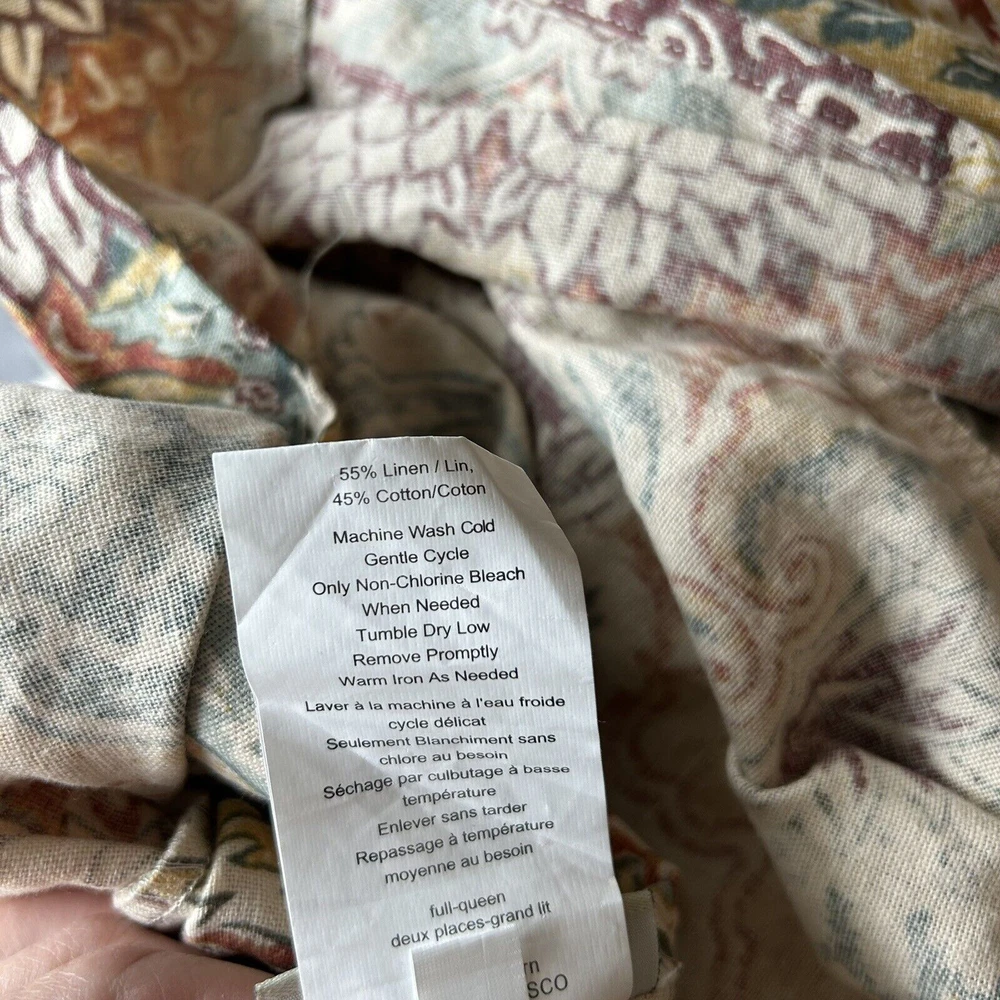 55% Linen / Lin,
45% Cotton/Coton
Machine Wash Cold
Gentle Cycle
Only Non-Chlorine Bleach
When Needed
Tumble Dry Low
Remove Promptly
Warm Iron As Needed
Laver à la machine à l'eau froide
cycle délicat
Seulement Blanchiment sans
chlore au besoin
Séchage par culbutage à basse
température
Enlever sans tarder
Repassage à température
moyenne au besoin
full-queen
deux places-grand lit